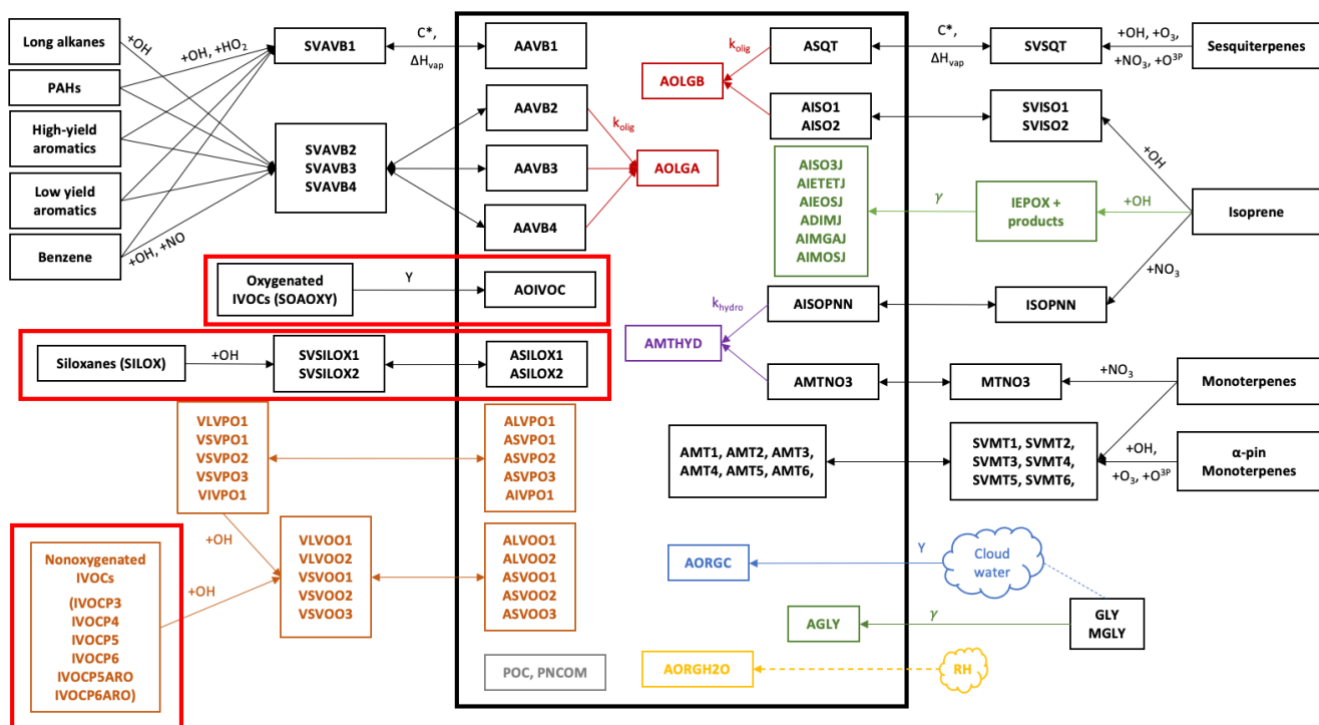 Long alkanes
PAHs
High-yield
aromatics
Low yield
aromatics
Benzene
+OH
+OH, +HO₂
+OH, +NO
SVAVB1
SVAVB2
SVAVB3
SVAVB4
C*,
ΔHvap
AAVB1
AAVB2
AAVB3
AAVB4
kolig
AOLGA
Oxygenated
IVOCs (SOAOXY)
Y
AOIVOC
Siloxanes (SILOX)
+OH
SVSILOX1
SVSILOX2
ASILOX1
ASILOX2
VLVPO1
VSVPO1
VSVPO2
VSVPO3
VIVPO1
ALVPO1
ASVPO1
ASVPO2
ASVPO3
AIVPO1
+OH
Nonoxygenated
IVOCs
(IVOCP3
IVOCP4
IVOCP5
IVOCP6
IVOCP5ARO
IVOCP6ARO)
+OH
VLVOO1
VLVOO2
VSVOO1
VSVOO2
VSVOO3
ALVOO1
ALVOO2
ASVOO1
ASVOO2
ASVOO3
POC, PNCOM
kolig
AOLGB
ASQT
C*,
ΔHvap
SVSQT
+OH, +O₃,
+NO₃, +O³ᴾ
Sesquiterpenes
AISO1
AISO2
SVISO1
SVISO2
+OH
AISO3J
AIETETJ
AIEOSJ
ADIMJ
AIMGAJ
AIMOSJ
γ
IEPOX +
products
+OH
Isoprene
+NO₃
khydro
AMTHYD
AISOPNN
ISOPNN
AMTNO3
MTNO3
+NO₃
Monoterpenes
AMT1, AMT2, AMT3,
AMT4, AMT5, AMT6,
SVMT1, SVMT2,
SVMT3, SVMT4,
SVMT5, SVMT6,
+OH,
+O₃, +O³ᴾ
α-pin
Monoterpenes
AORGC
Y
Cloud
water
AGLY
γ
GLY
MGLY
AORGH2O
RH